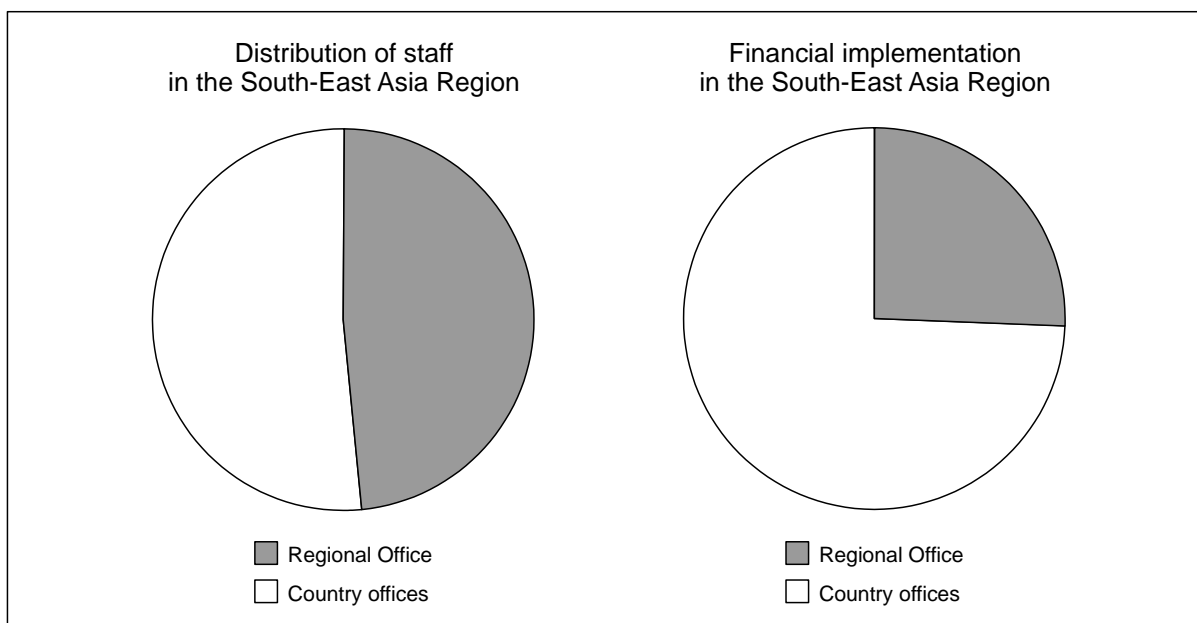 Distribution of staff
in the South-East Asia Region
Regional Office
Country offices
Financial implementation
in the South-East Asia Region
Regional Office
Country offices